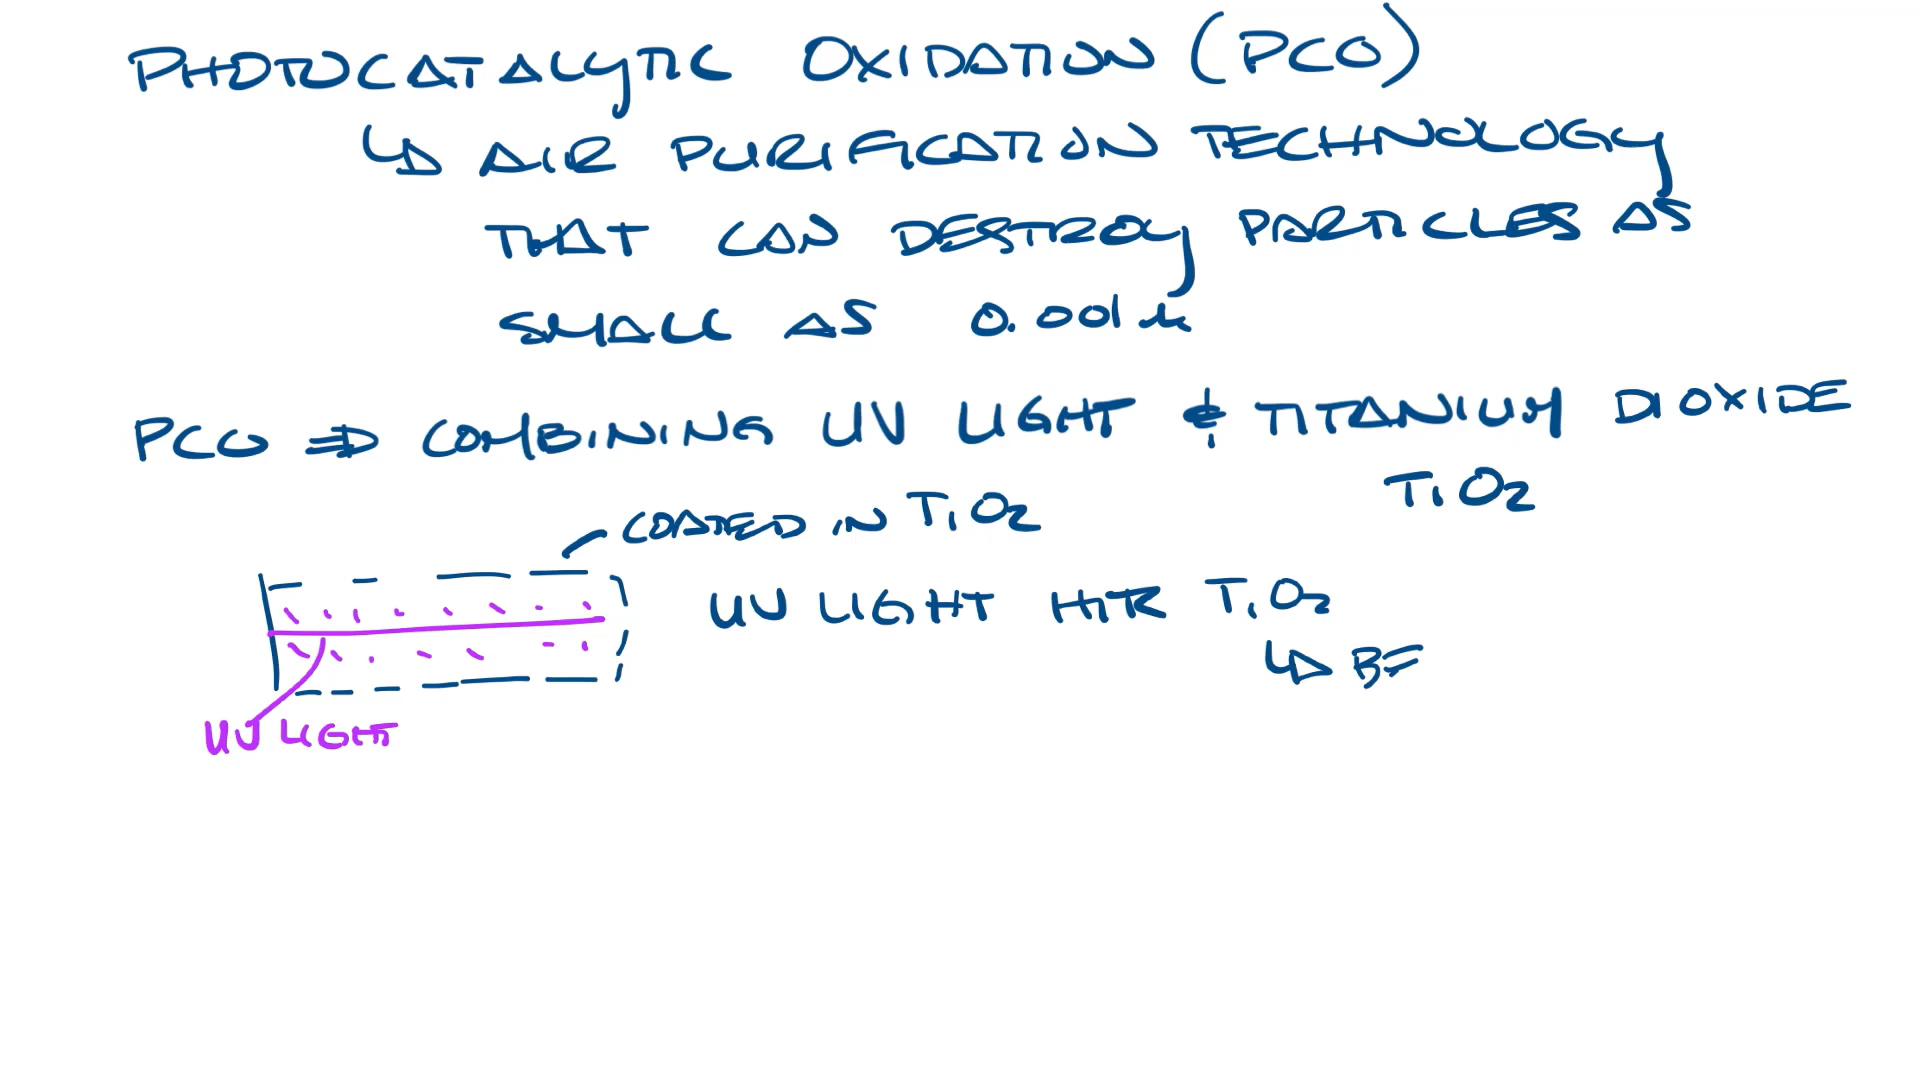 PHOTOCATALYTIC OXIDATION (PCO)
↳ AIR PURIFICATION TECHNOLOGY
THAT CAN DESTROY PARTICLES AS
SMALL AS 0.001 μ
PCO ⇒ COMBINING UV LIGHT & TITANIUM DIOXIDE
TiO2
COATED IN TiO2
UV LIGHT HITS TiO2
↳ BE
UV LIGHT